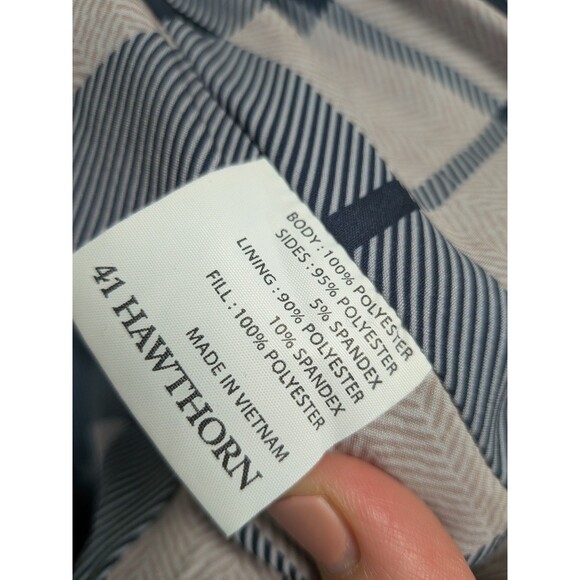 BODY : 100% POLYESTER
SIDES : 95% POLYESTER
5% SPANDEX
LINING : 90% POLYESTER
10% SPANDEX
FILL : 100% POLYESTER
MADE IN VIETNAM
41 HAWTHORN